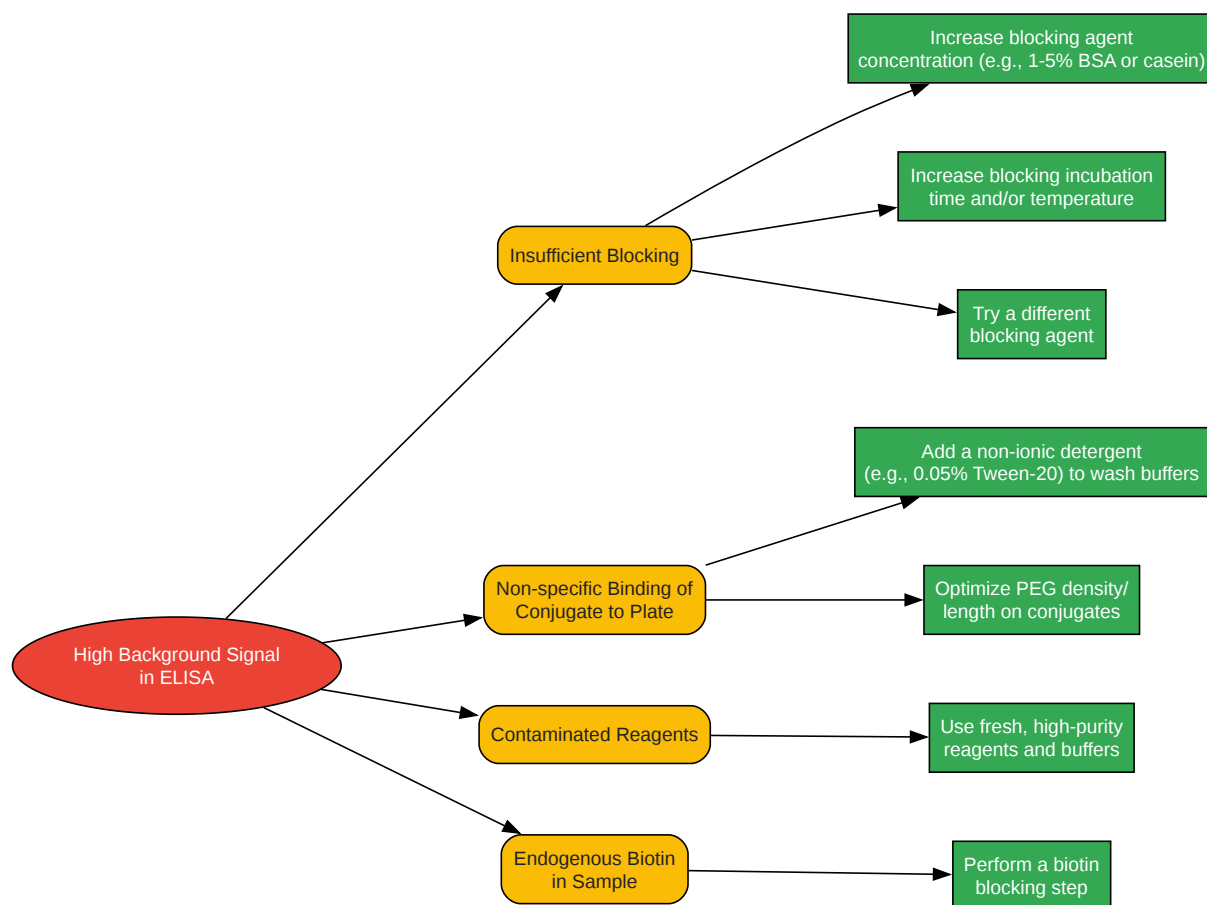 High Background Signal
in ELISA
Insufficient Blocking
Increase blocking agent
concentration (e.g., 1-5% BSA or casein)
Increase blocking incubation
time and/or temperature
Try a different
blocking agent
Non-specific Binding of
Conjugate to Plate
Add a non-ionic detergent
(e.g., 0.05% Tween-20) to wash buffers
Optimize PEG density/
length on conjugates
Contaminated Reagents
Use fresh, high-purity
reagents and buffers
Endogenous Biotin
in Sample
Perform a biotin
blocking step